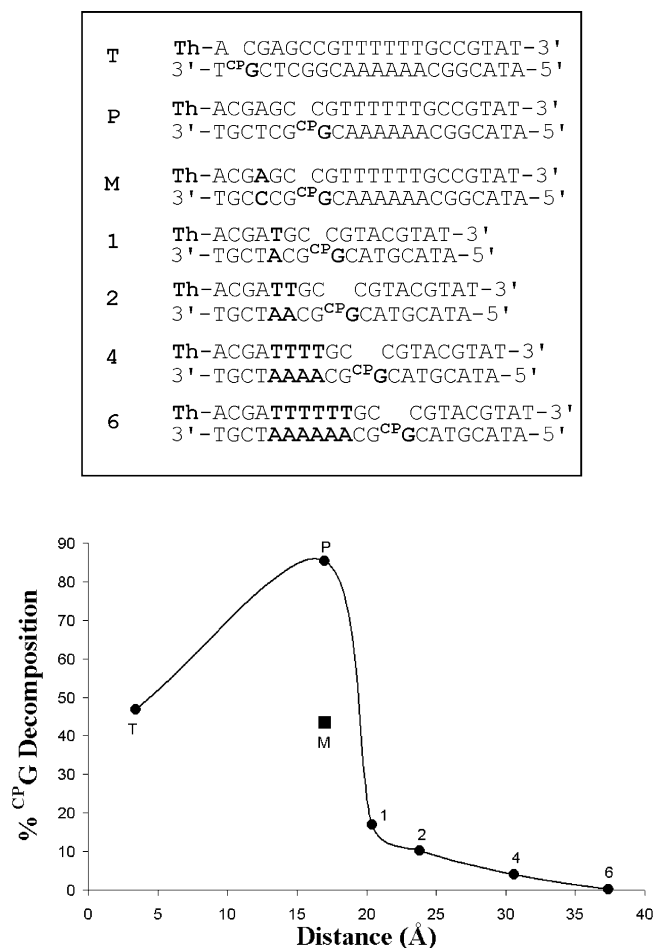 T
Th-A CGAGCCGTTTTTTGCCGTAT-3'
3'-TCPGCTCGGCAAAAAACGGCATA-5'
P
Th-ACGAGC CGTTTTTTGCCGTAT-3'
3'-TGCTCGCPGCAAAAAACGGCATA-5'
M
Th-ACGAGC CGTTTTTTGCCGTAT-3'
3'-TGCCCGCPGCAAAAAACGGCATA-5'
1
Th-ACGATGC CGTACGTAT-3'
3'-TGCTACGCPGCATGCATA-5'
2
Th-ACGATTGC CGTACGTAT-3'
3'-TGCTAACGCPGCATGCATA-5'
4
Th-ACGATTTTGC CGTACGTAT-3'
3'-TGCTAAAACGCPGCATGCATA-5'
6
Th-ACGATTTTTTGC CGTACGTAT-3'
3'-TGCTAAAAAACGCPGCATGCATA-5'
% CPG Decomposition
90
80
70
60
50
40
30
20
10
0
P
T
M
1
2
4
6
0 5 10 15 20 25 30 35 40
Distance (Å)